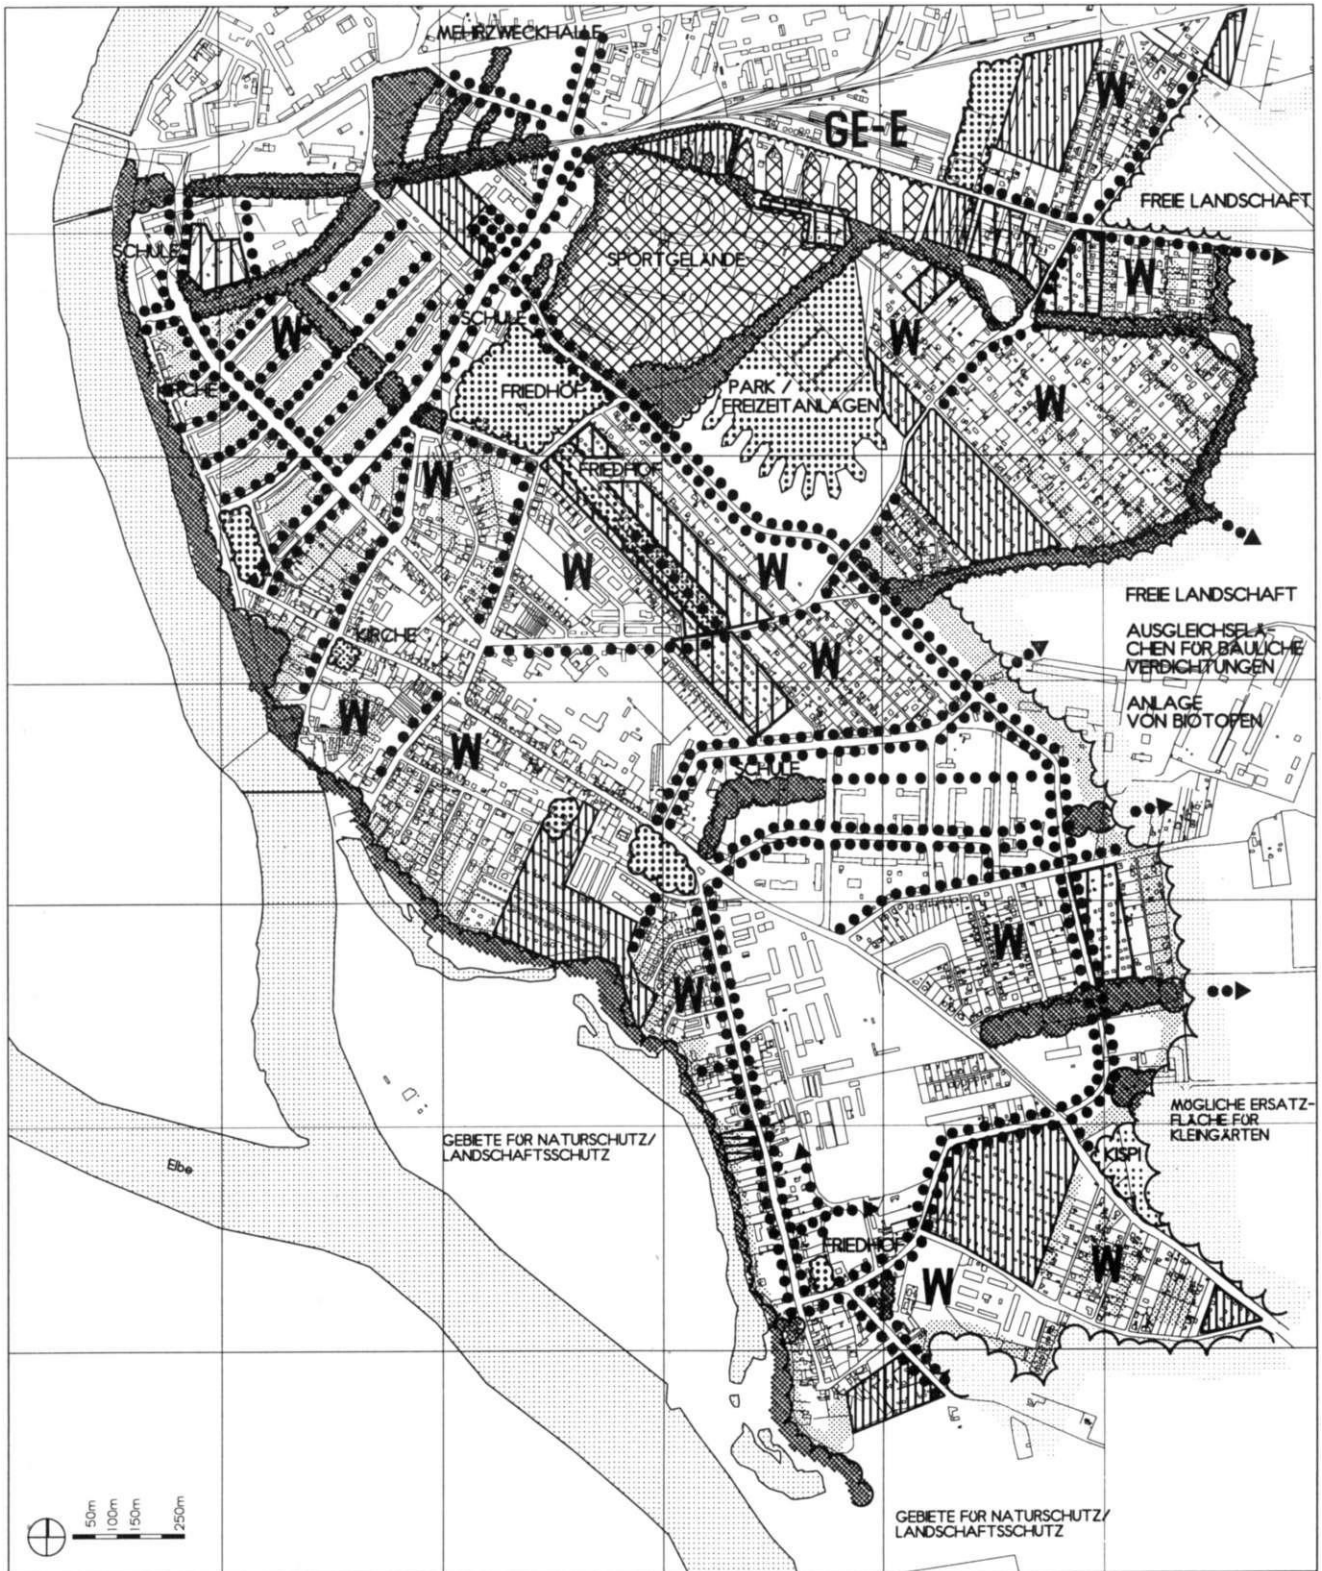 MEHRZWECKHALLE
W
GE-E
FREIE LANDSCHAFT
SCHULE
SPORTGELÄNDE
W
W
SCHULE
W
W
KIRCHE
FRIEDHOF
PARK /
FREIZEITANLAGEN
W
FRIEDHOF
W
W
W
FREIE LANDSCHAFT
AUSGLEICHSFLÄ-
CHEN FÜR BAULICHE
VERDICHTUNGEN
KIRCHE
W
ANLAGE
VON BIOTOPEN
W
W
SCHULE
W
W
MÖGLICHE ERSATZ-
FLÄCHE FÜR
KLEINGÄRTEN
GEBIETE FÜR NATURSCHUTZ/
LANDSCHAFTSSCHUTZ
KISPI
Elbe
FRIEDHOF
W
W
50m
100m
150m
250m
GEBIETE FÜR NATURSCHUTZ/
LANDSCHAFTSSCHUTZ